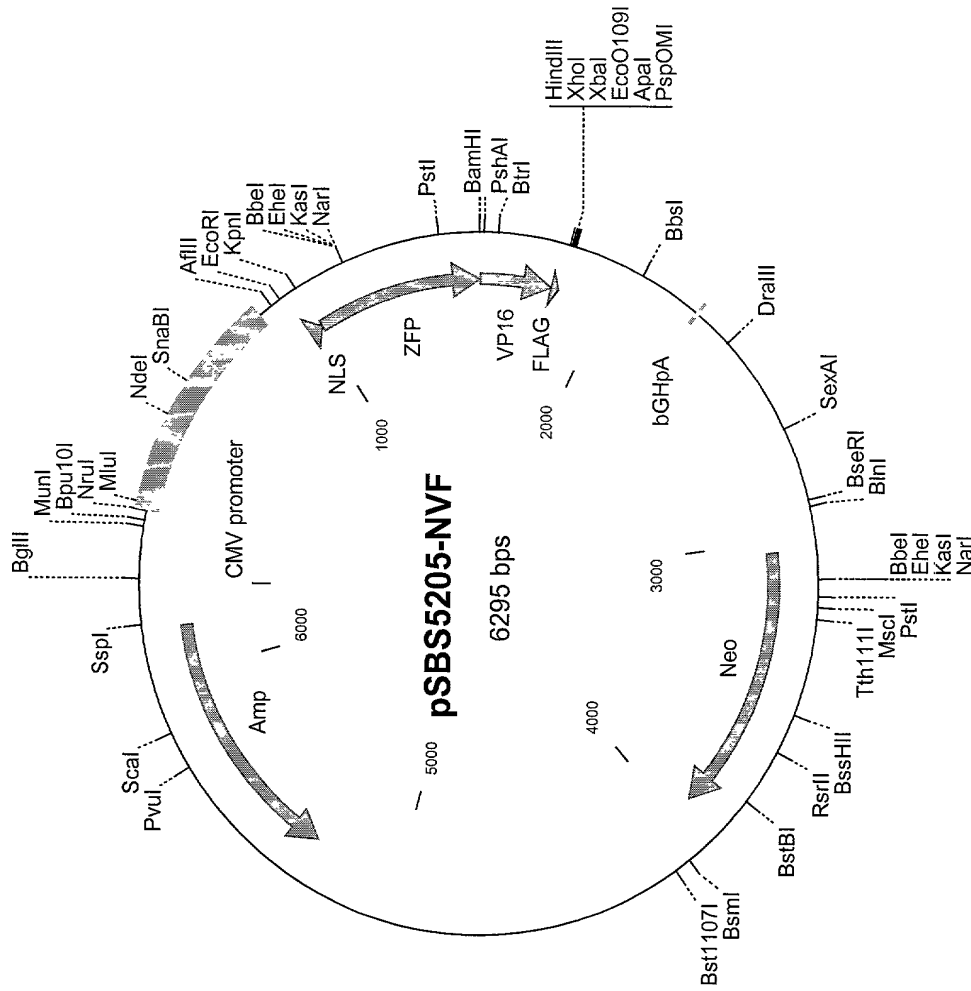 pSBS5205-NVF
6295 bps
BglII
MunI
Bpu10I
NruI
MluI
NdeI
SnaBI
AflII
EcoRI
KpnI
BbeI
EheI
KasI
NarI
PstI
BamHI
PshAI
BtrI
HindIII
XhoI
XbaI
EcoO109I
ApaI
PspOMI
BbsI
DraIII
SexAI
BseRI
BlnI
BbeI
EheI
KasI
NarI
PstI
MscI
Tth111I
BssHII
RsrII
BstBI
BsmI
Bst1107I
PvuI
ScaI
SspI
CMV promoter
NLS
ZFP
VP16
FLAG
bGHpA
Neo
Amp
1000
2000
3000
4000
5000
6000